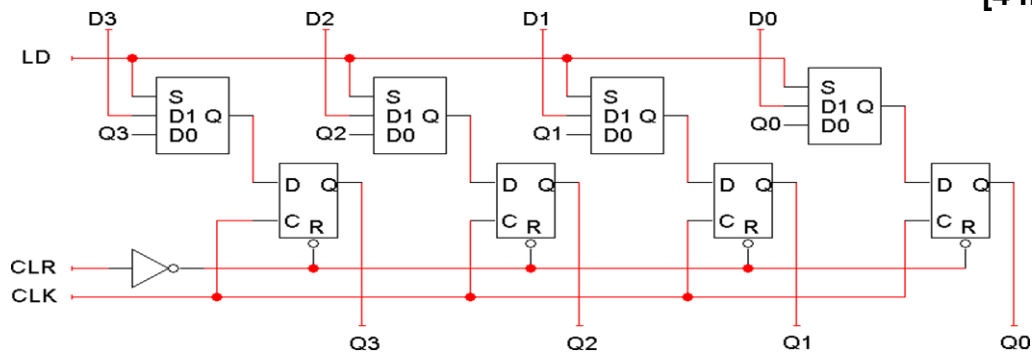 D3 D2 D1 D0
LD
S S S S
D1 Q D1 Q D1 Q D1 Q
Q3 D0 Q2 D0 Q1 D0 Q0 D0
D Q D Q D Q D Q
C R C R C R C R
CLR
CLK
Q3 Q2 Q1 Q0